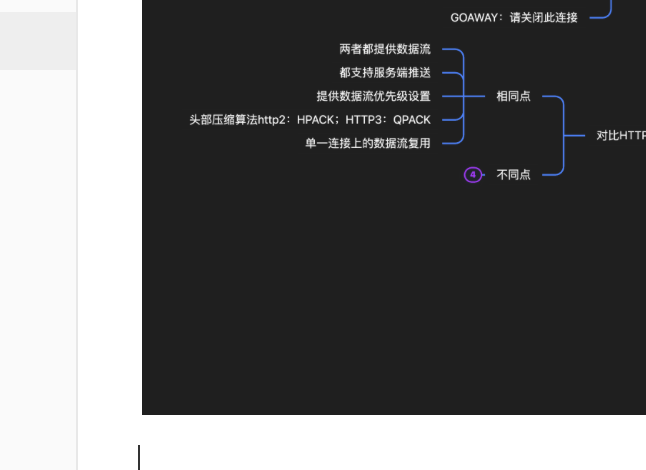 GOAWAY：请关闭此连接
两者都提供数据流
都支持服务端推送
提供数据流优先级设置
头部压缩算法http2：HPACK；HTTP3：QPACK
单一连接上的数据流复用
相同点
对比HTTP
4
不同点